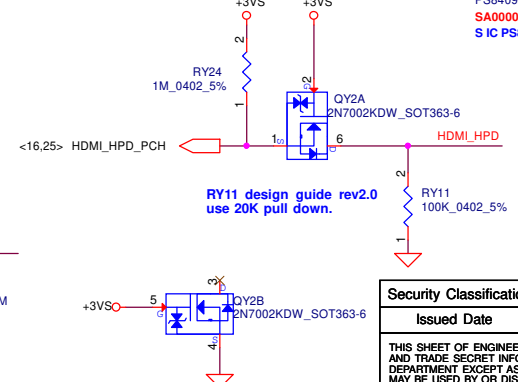 +3VS
+3VS
PS8409
SA0000
S IC PS8
2
RY24
1M_0402_5%
1
2
G
QY2A
2N7002KDW_SOT363-6
<16,25> HDMI_HPD_PCH
1
S
6
D
HDMI_HPD
RY11 design guide rev2.0
use 20K pull down.
2
RY11
100K_0402_5%
1
3
D
+3VS
5
G
QY2B
2N7002KDW_SOT363-6
4
S
M
Security Classificatio
Issued Date
THIS SHEET OF ENGINEE
AND TRADE SECRET INFO
DEPARTMENT EXCEPT AS
MAY BE USED BY OR DIS